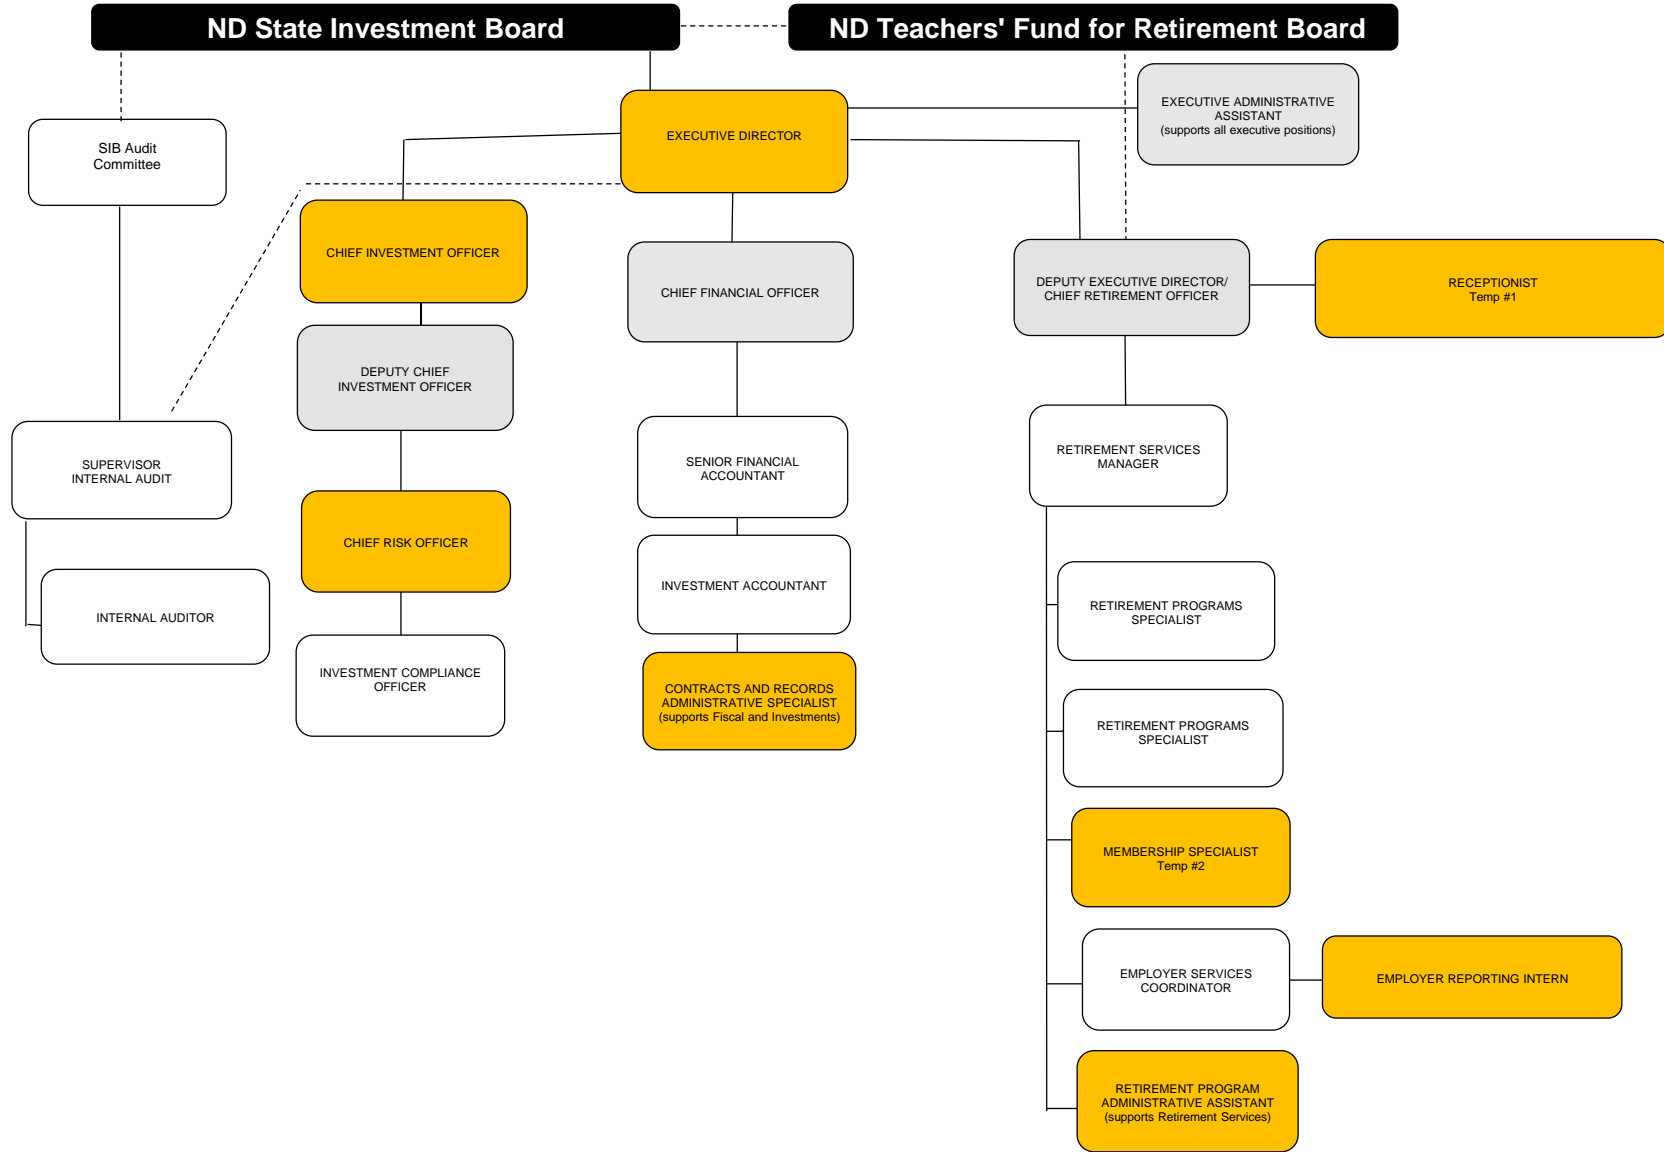 ND State Investment Board
ND Teachers' Fund for Retirement Board
EXECUTIVE ADMINISTRATIVE
ASSISTANT
(supports all executive positions)
EXECUTIVE DIRECTOR
SIB Audit
Committee
CHIEF INVESTMENT OFFICER
CHIEF FINANCIAL OFFICER
DEPUTY EXECUTIVE DIRECTOR/
CHIEF RETIREMENT OFFICER
RECEPTIONIST
Temp #1
DEPUTY CHIEF
INVESTMENT OFFICER
SUPERVISOR
INTERNAL AUDIT
SENIOR FINANCIAL
ACCOUNTANT
RETIREMENT SERVICES
MANAGER
CHIEF RISK OFFICER
INVESTMENT ACCOUNTANT
INTERNAL AUDITOR
RETIREMENT PROGRAMS
SPECIALIST
INVESTMENT COMPLIANCE
OFFICER
CONTRACTS AND RECORDS
ADMINISTRATIVE SPECIALIST
(supports Fiscal and Investments)
RETIREMENT PROGRAMS
SPECIALIST
MEMBERSHIP SPECIALIST
Temp #2
EMPLOYER SERVICES
COORDINATOR
EMPLOYER REPORTING INTERN
RETIREMENT PROGRAM
ADMINISTRATIVE ASSISTANT
(supports Retirement Services)